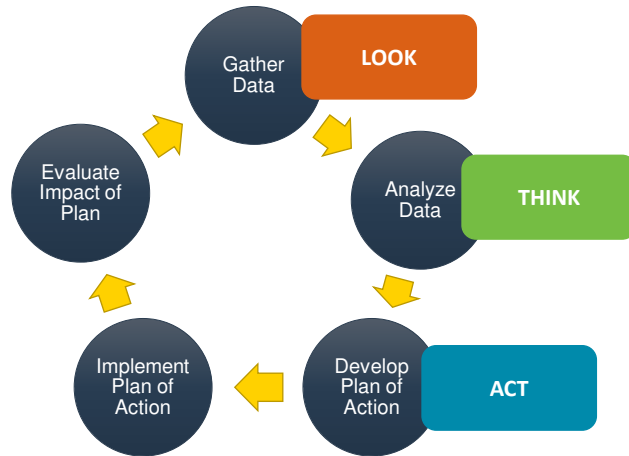 Gather
Data
LOOK
Analyze
Data
THINK
Develop
Plan of
Action
ACT
Implement
Plan of
Action
Evaluate
Impact of
Plan